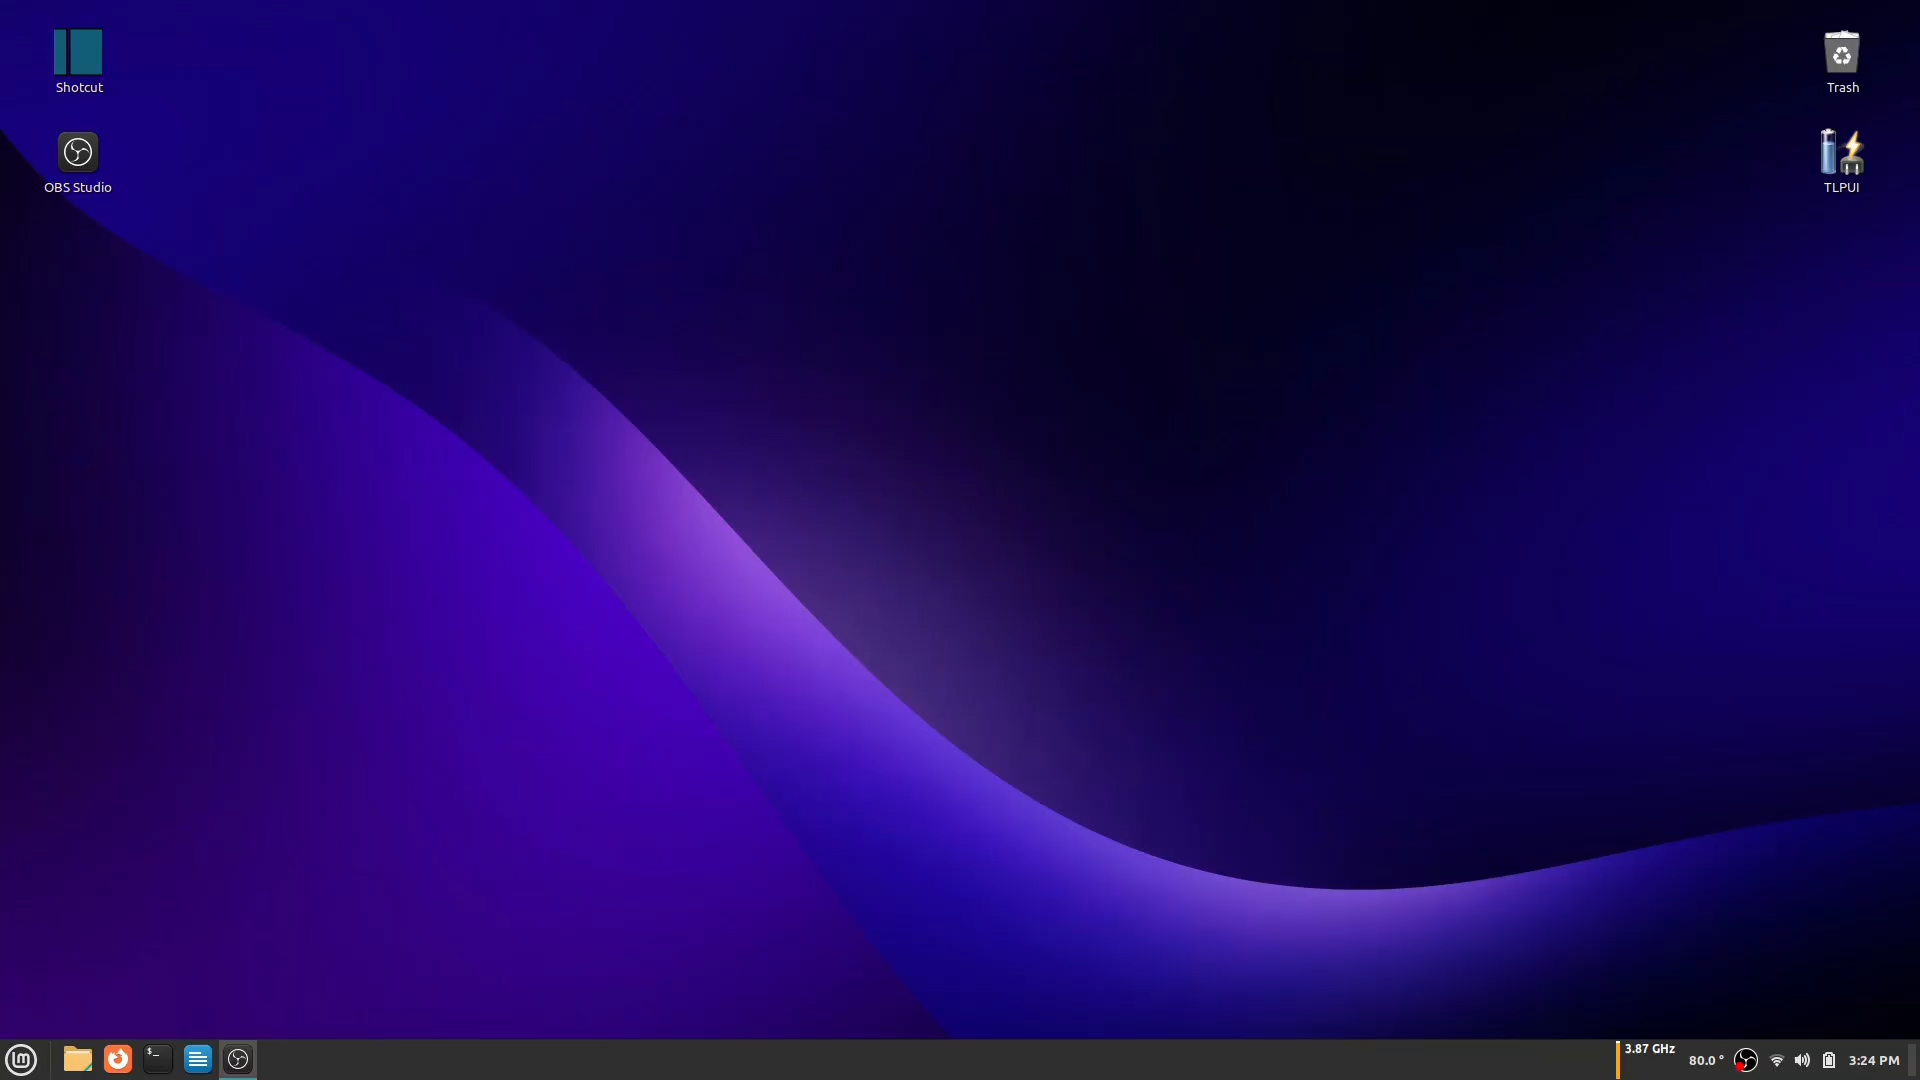 Shotcut
Trash
OBS Studio
TLPUI
$_
3.87 GHz
80.0 °
3:24 PM